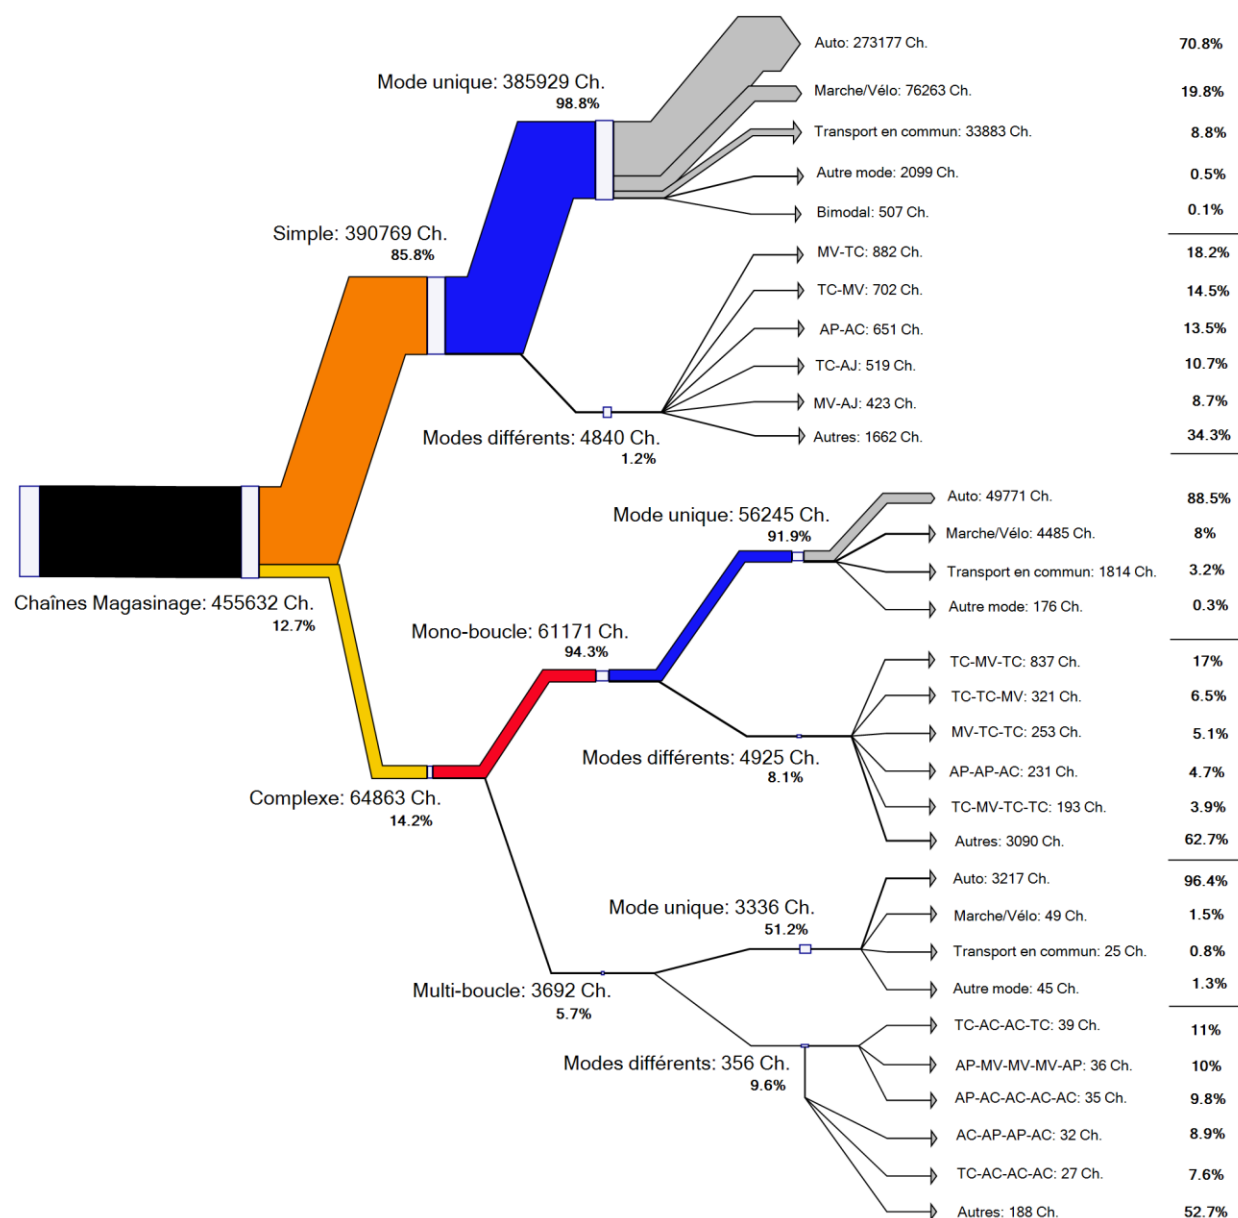 Auto: 273177 Ch. 70.8%
Mode unique: 385929 Ch.
98.8%
Marche/Vélo: 76263 Ch. 19.8%
Transport en commun: 33883 Ch. 8.8%
Autre mode: 2099 Ch. 0.5%
Bimodal: 507 Ch. 0.1%
Simple: 390769 Ch.
85.8%
MV-TC: 882 Ch. 18.2%
TC-MV: 702 Ch. 14.5%
AP-AC: 651 Ch. 13.5%
TC-AJ: 519 Ch. 10.7%
MV-AJ: 423 Ch. 8.7%
Modes différents: 4840 Ch.
1.2%
Autres: 1662 Ch. 34.3%
Auto: 49771 Ch. 88.5%
Mode unique: 56245 Ch.
91.9%
Marche/Vélo: 4485 Ch. 8%
Transport en commun: 1814 Ch. 3.2%
Autre mode: 176 Ch. 0.3%
Chaînes Magasinage: 455632 Ch.
12.7%
Mono-boucle: 61171 Ch.
94.3%
TC-MV-TC: 837 Ch. 17%
TC-TC-MV: 321 Ch. 6.5%
MV-TC-TC: 253 Ch. 5.1%
Modes différents: 4925 Ch.
8.1%
AP-AP-AC: 231 Ch. 4.7%
TC-MV-TC-TC: 193 Ch. 3.9%
Autres: 3090 Ch. 62.7%
Complexe: 64863 Ch.
14.2%
Auto: 3217 Ch. 96.4%
Mode unique: 3336 Ch.
51.2%
Marche/Vélo: 49 Ch. 1.5%
Transport en commun: 25 Ch. 0.8%
Autre mode: 45 Ch. 1.3%
Multi-boucle: 3692 Ch.
5.7%
TC-AC-AC-TC: 39 Ch. 11%
Modes différents: 356 Ch.
9.6%
AP-MV-MV-MV-AP: 36 Ch. 10%
AP-AC-AC-AC-AC: 35 Ch. 9.8%
AC-AP-AP-AC: 32 Ch. 8.9%
TC-AC-AC-AC: 27 Ch. 7.6%
Autres: 188 Ch. 52.7%